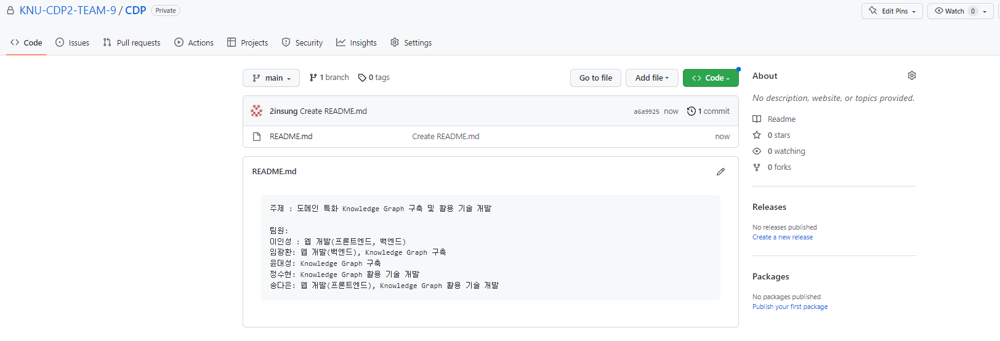 KNU-CDP2-TEAM-9 / CDP Private
Edit Pins
Watch 0
Code Issues Pull requests Actions Projects Security Insights Settings
main 1 branch 0 tags Go to file Add file Code
2insung Create README.md a6a9925 now 1 commit
README.md Create README.md now
README.md
주제 : 도메인 특화 Knowledge Graph 구축 및 활용 기술 개발
팀원:
이인성 : 웹 개발(프론트엔드, 백엔드)
임광환: 웹 개발(백엔드), Knowledge Graph 구축
윤대성: Knowledge Graph 구축
정수현: Knowledge Graph 활용 기술 개발
송다은: 웹 개발(프론트엔드), Knowledge Graph 활용 기술 개발
About
No description, website, or topics provided.
Readme
0 stars
0 watching
0 forks
Releases
No releases published
Create a new release
Packages
No packages published
Publish your first package